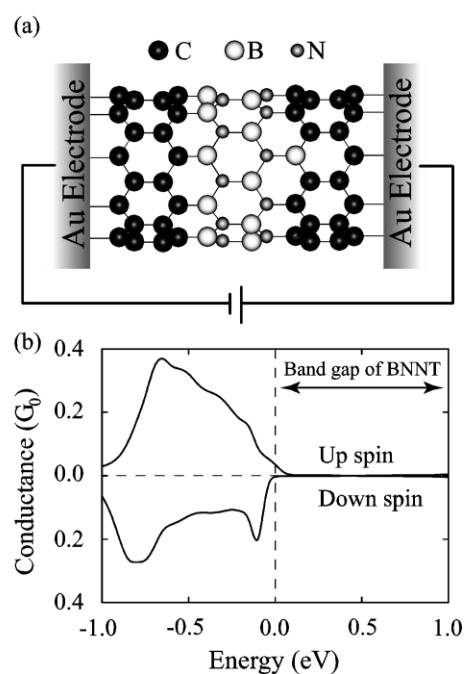 (a)
C B N
Au Electrode
Au Electrode
(b)
0.4
0.2
0.0
0.2
0.4
Conductance (G₀)
Band gap of BNNT
Up spin
Down spin
-1.0 -0.5 0.0 0.5 1.0
Energy (eV)